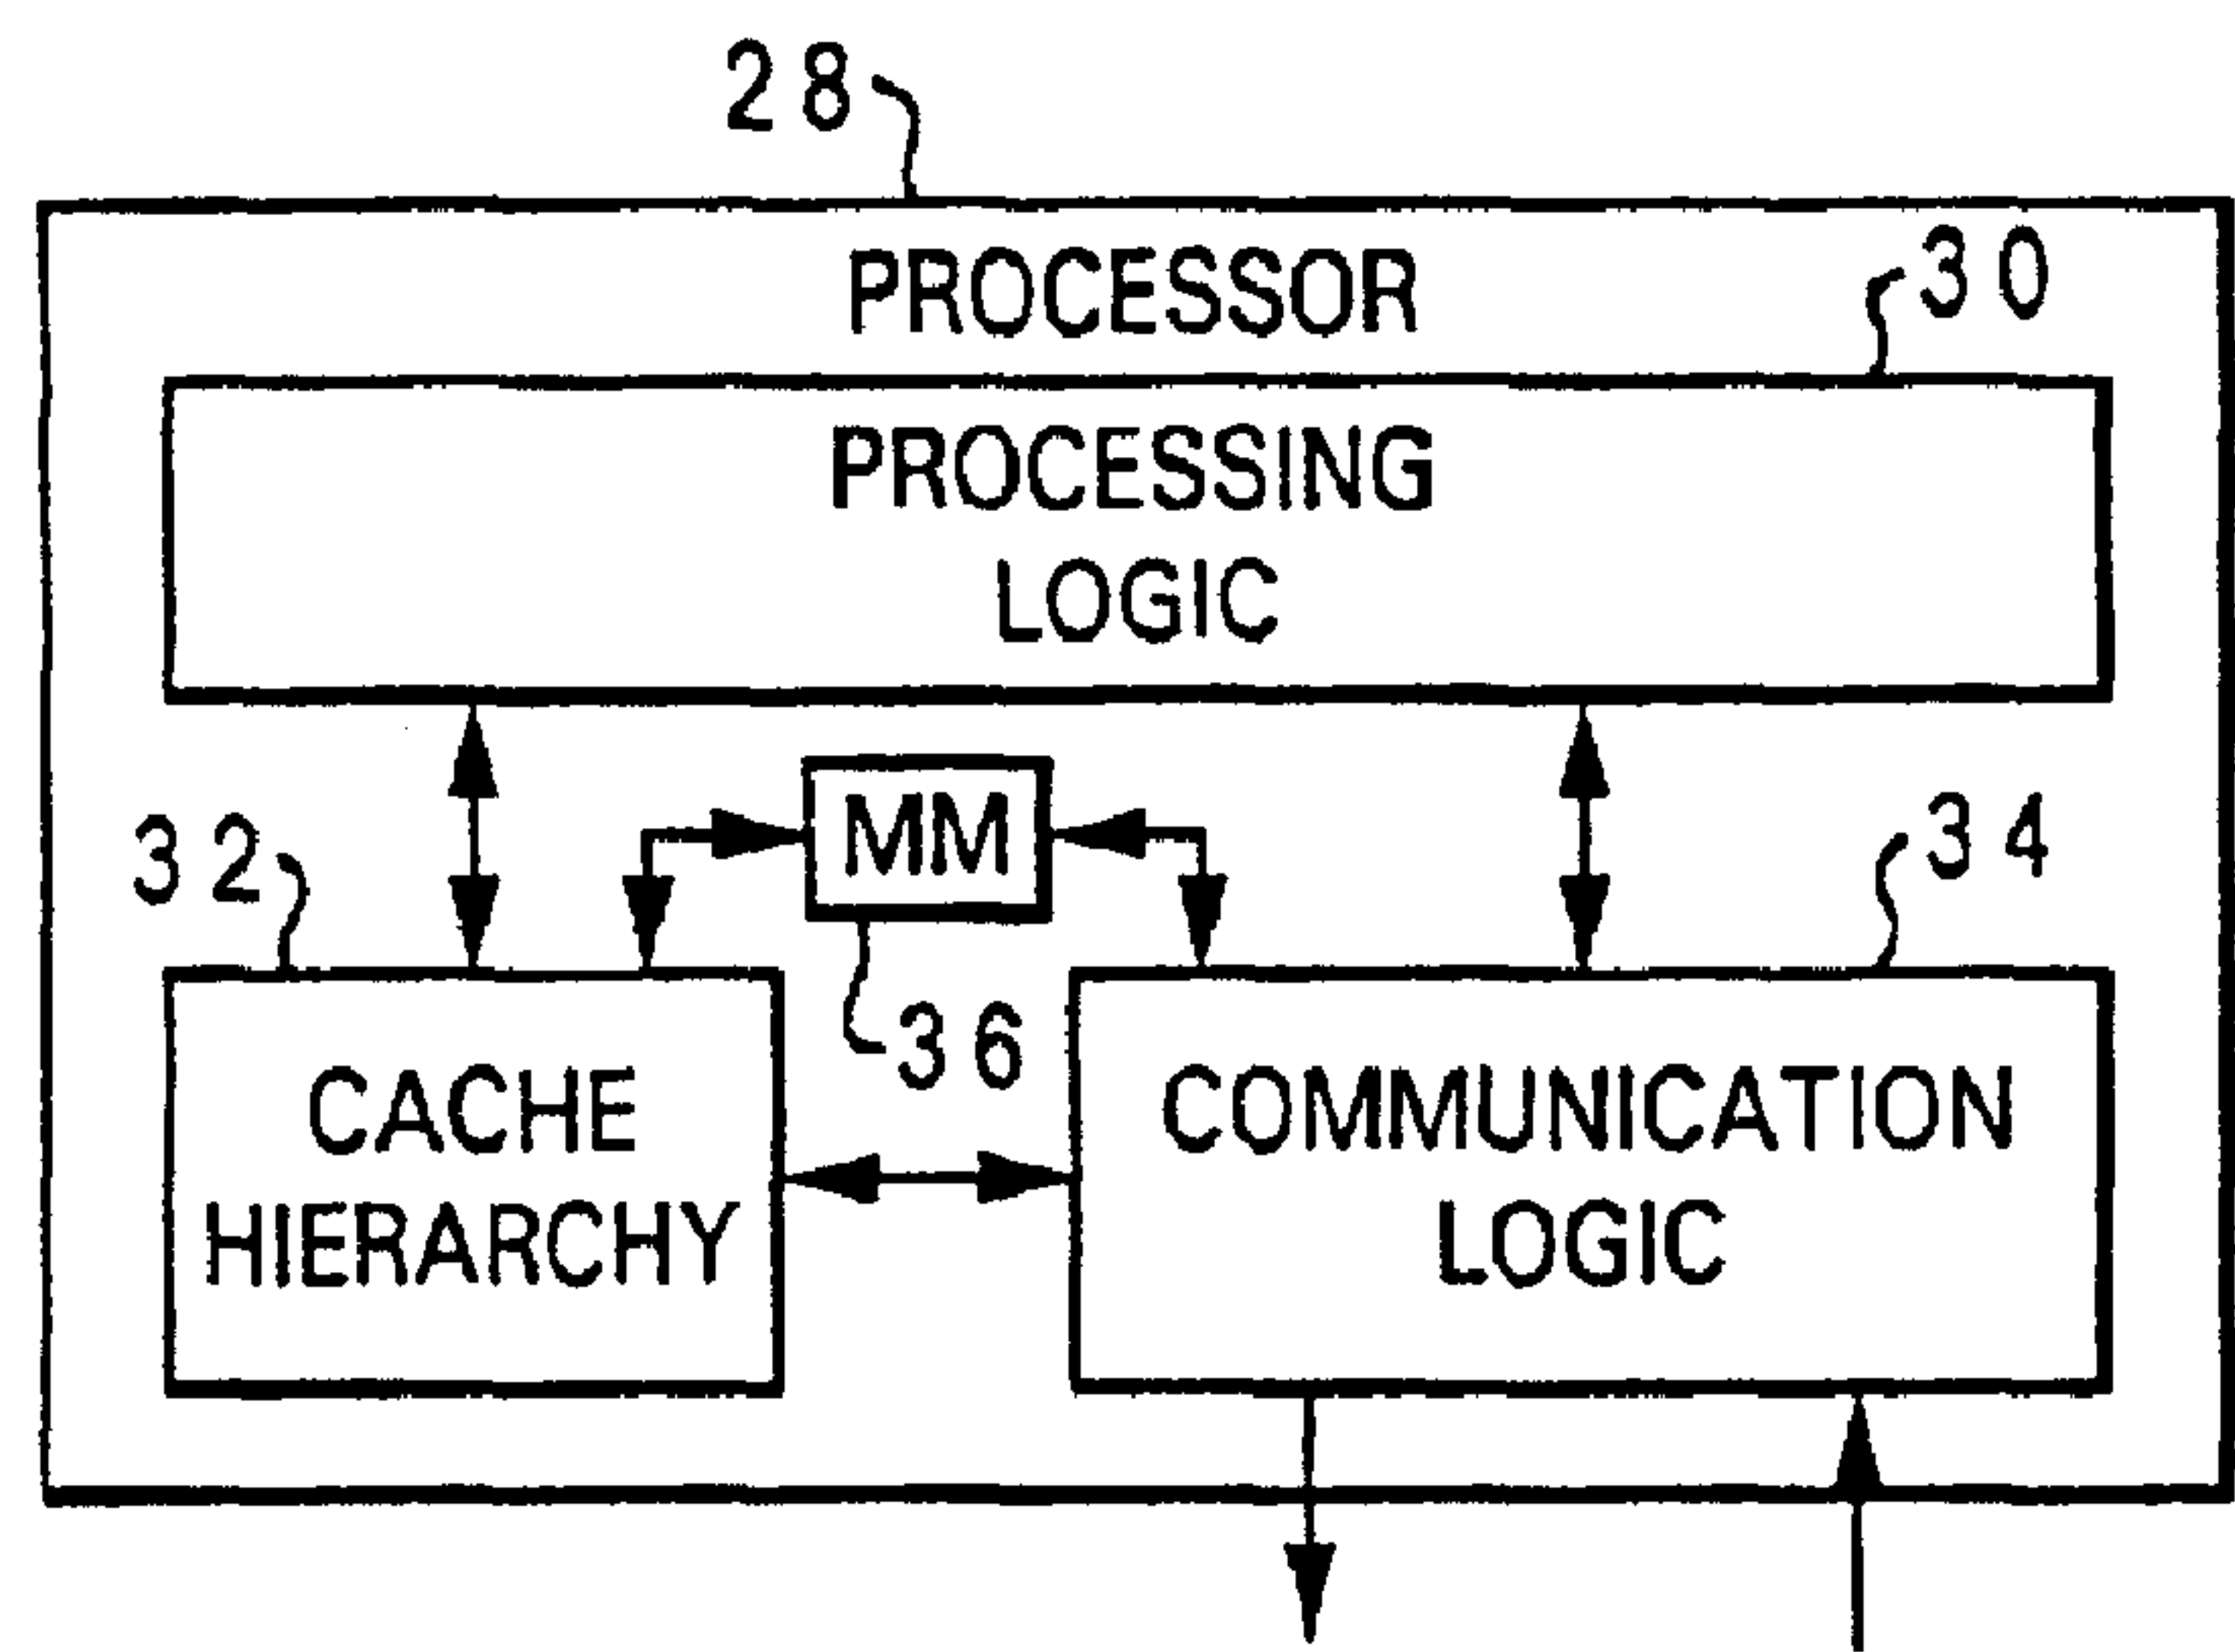 28
PROCESSOR
30
PROCESSING
LOGIC
32
MM
34
36
CACHE
HIERARCHY
COMMUNICATION
LOGIC